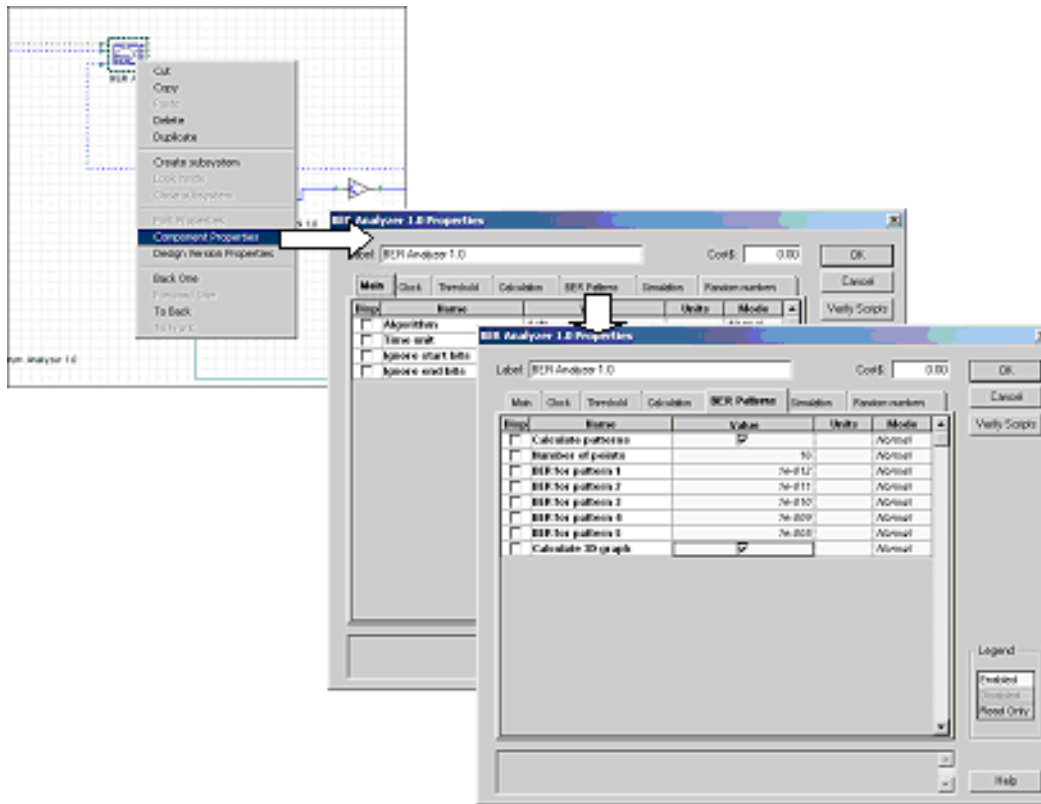 BER A
Cut
Copy
Paste
Delete
Duplicate
Create subsystem
Look Inside
Close subsystem
Port Properties
1.0
Component Properties
Design Version Properties
Back One
Forward One
To Back
To Front
Analyzer 1.0
BER Analyzer 1.0 Properties
Label: BER Analyzer 1.0 Cost$: 0.00 OK
Cancel
Main Clock Threshold Calculation BER Patterns Simulation Random numbers
Verify Scripts
Disp Name Units Mode
Algorithm
Time unit
Ignore start bits
Ignore end bits
BER Analyzer 1.0 Properties
Label: BER Analyzer 1.0 Cost$: 0.00 OK
Cancel
Main Clock Threshold Calculation BER Patterns Simulation Random numbers
Verify Scripts
Disp Name Value Units Mode
Calculate patterns Normal
Number of points 10 Normal
BER for pattern 1 1e-012 Normal
BER for pattern 2 1e-011 Normal
BER for pattern 3 1e-010 Normal
BER for pattern 4 1e-009 Normal
BER for pattern 5 1e-008 Normal
Calculate 3D graph Normal
Legend
Enabled
Disabled
Read Only
Help